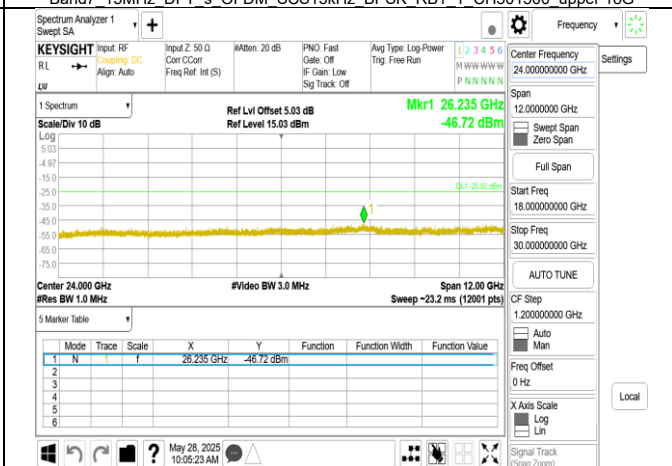 Spectrum Analyzer 1
Swept SA
+
Frequency
KEYSIGHT
Input: RF
Input Z: 50 Ω
#Atten: 20 dB
PNO: Fast
Avg Type: Log-Power
1 2 3 4 5 6
RL
Coupling: DC
Corr CCorr
Gate: Off
Trig: Free Run
M W W W W W
Align: Auto
Freq Ref: Int (S)
IF Gain: Low
P N N N N N
Sig Track: Off
LXI
Center Frequency
24.000000000 GHz
Settings
Span
12.0000000 GHz
Swept Span
Zero Span
Full Span
Start Freq
18.000000000 GHz
Stop Freq
30.000000000 GHz
AUTO TUNE
CF Step
1.200000000 GHz
Auto
Man
Freq Offset
0 Hz
X Axis Scale
Log
Lin
Local
Signal Track
(Span Zoom)
1 Spectrum
Ref Lvl Offset 5.03 dB
Mkr1 26.235 GHz
Scale/Div 10 dB
Ref Level 15.03 dBm
-46.72 dBm
Log
5.03
-4.97
-15.0
DL1 -25.00 dBm
-25.0
-35.0
1
-45.0
-55.0
-65.0
-75.0
Center 24.000 GHz
#Video BW 3.0 MHz
Span 12.00 GHz
#Res BW 1.0 MHz
Sweep ~23.2 ms (12001 pts)
5 Marker Table
Mode Trace Scale X Y Function Function Width Function Value
1 N 1 f 26.235 GHz -46.72 dBm
2
3
4
5
6
?
May 28, 2025
10:05:23 AM